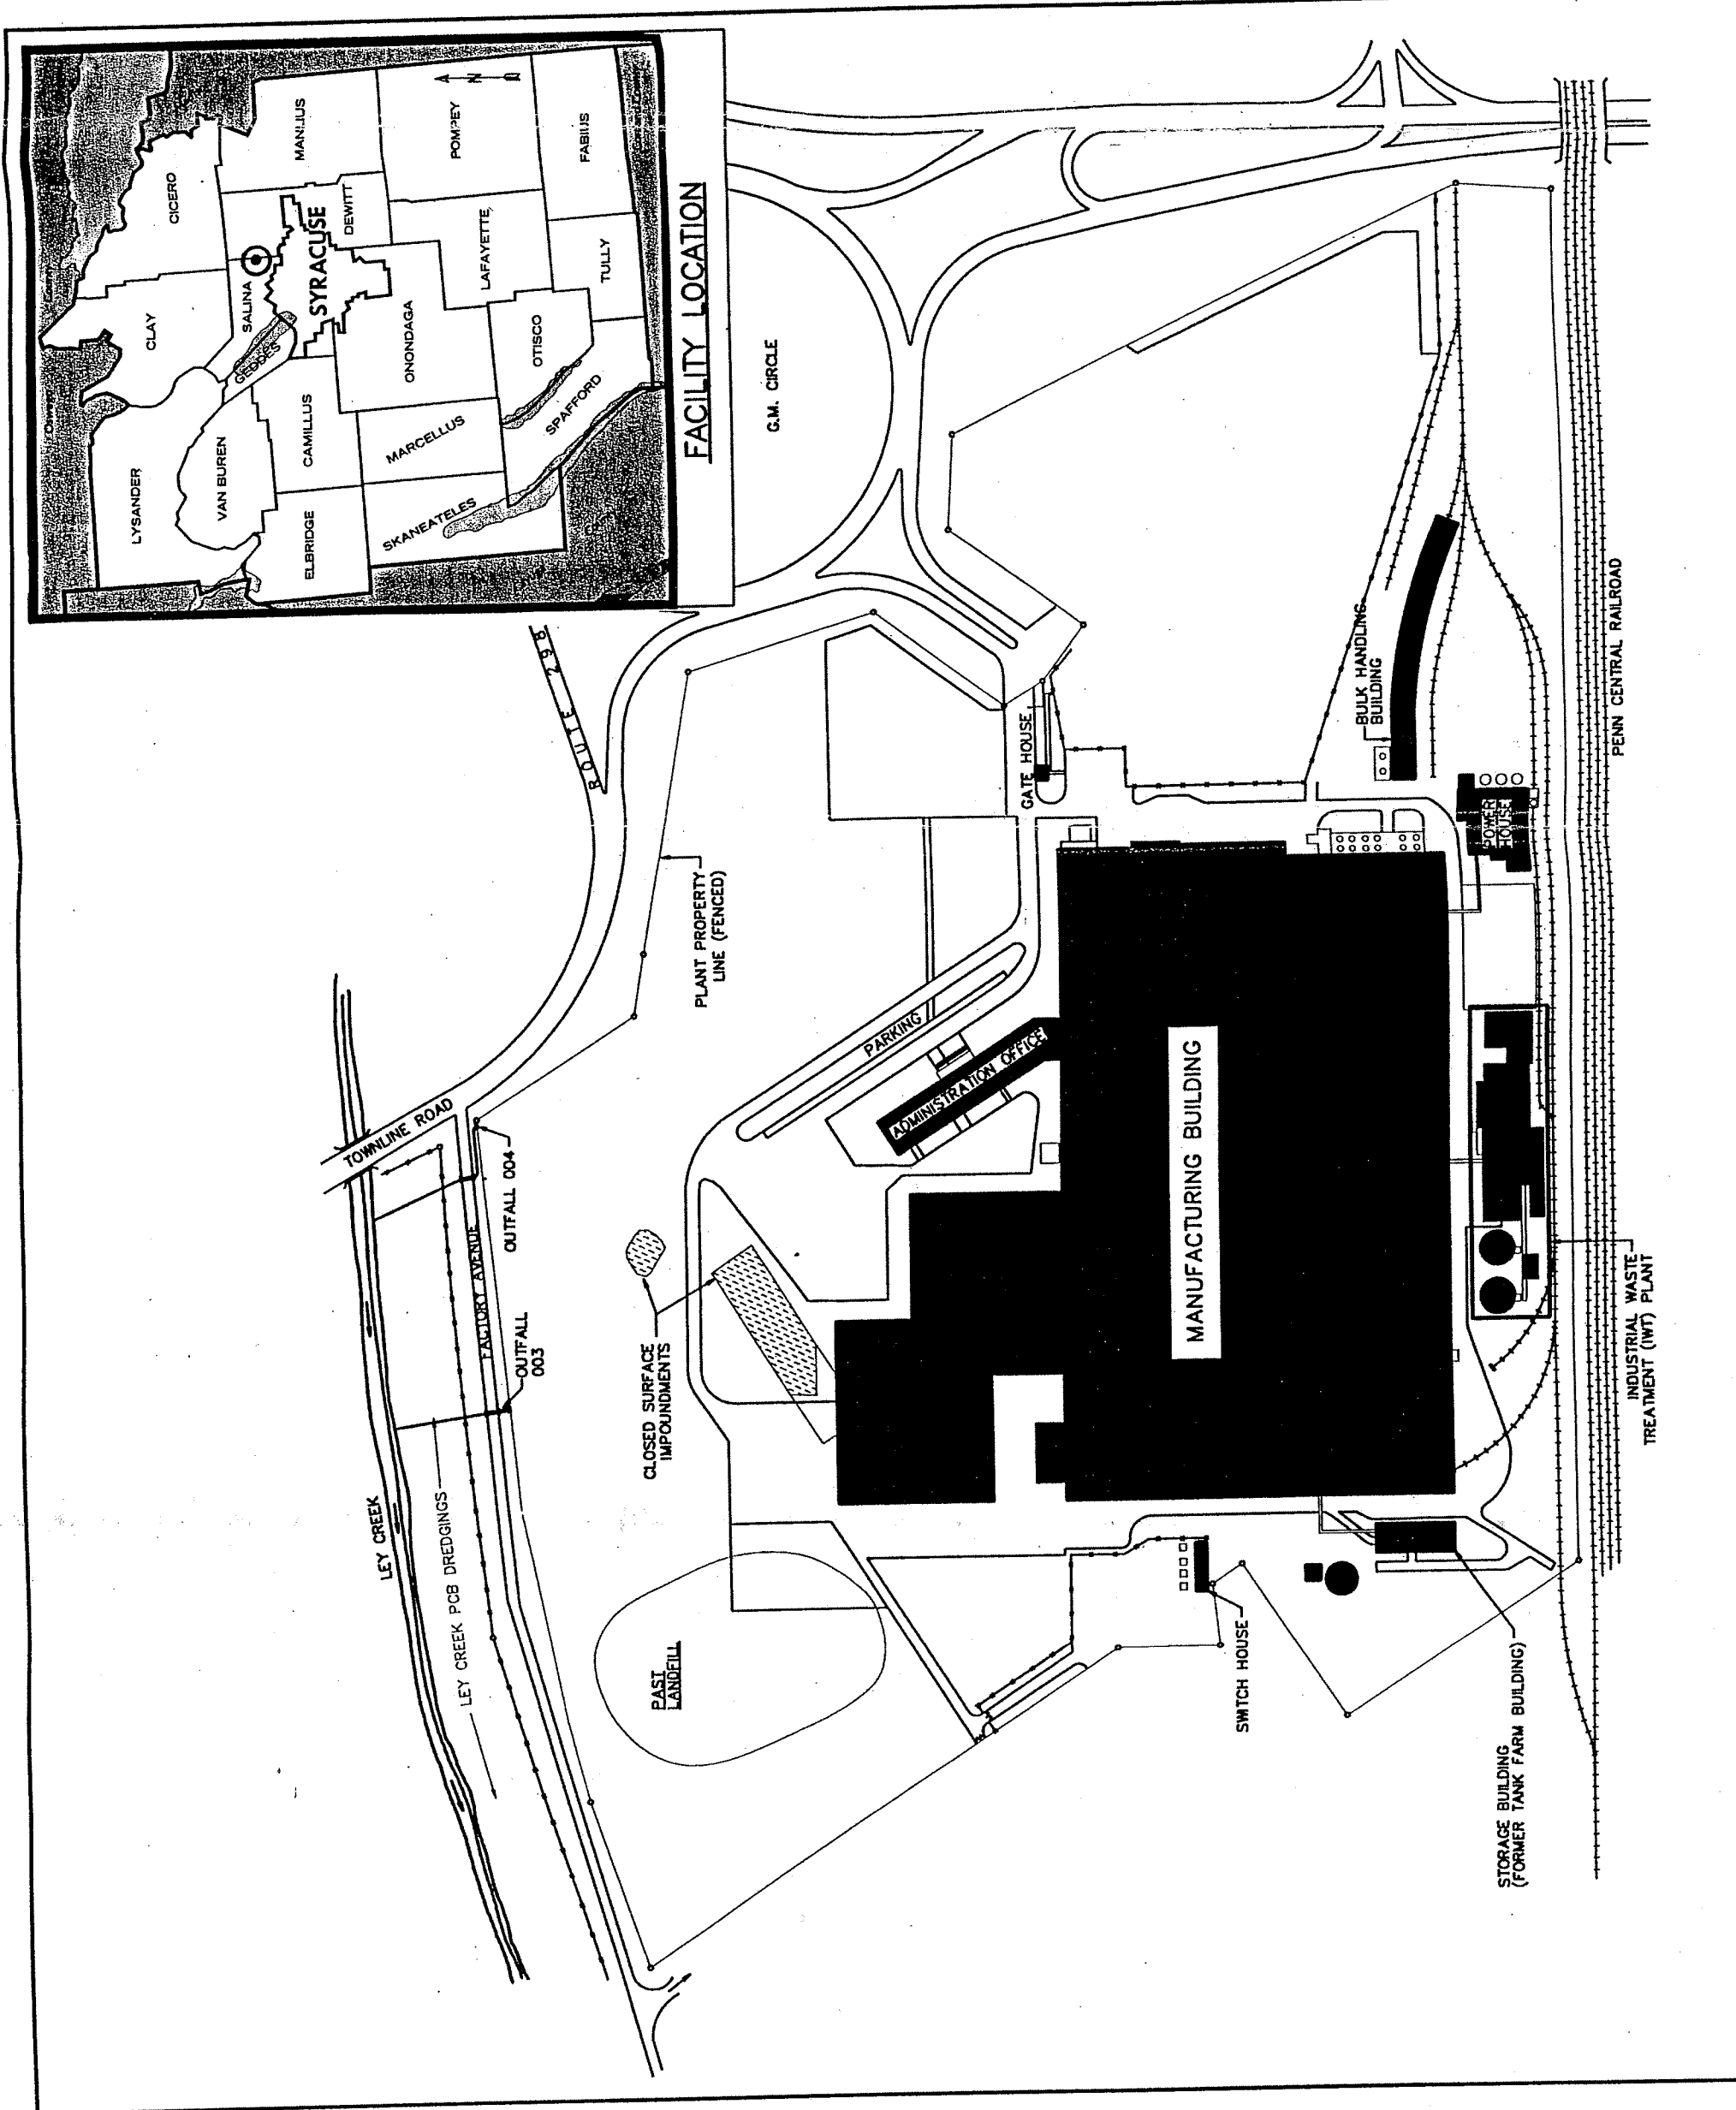 CICERO
MANLIUS
POMPEY
FABIUS
CLAY
SALINA
SYRACUSE
DEWITT
LAFAYETTE
TULLY
LYSANDER
VAN BUREN
GEDDES
CAMILLUS
ONONDAGA
OTISCO
ELBRIDGE
MARCELLUS
SPAFFORD
SKANEATELES
N
FACILITY LOCATION
G.M. CIRCLE
ROUTE 298
TOWNLINE ROAD
LEY CREEK
LEY CREEK PCB DREDGINGS
FACTORY AVENUE
OUTFALL 004
OUTFALL
003
PLANT PROPERTY
LINE (FENCED)
CLOSED SURFACE
IMPOUNDMENTS
PAST
LANDFILL
PARKING
ADMINISTRATION OFFICE
GATE HOUSE
MANUFACTURING BUILDING
BULK HANDLING
BUILDING
POWER
HOUSE
PENN CENTRAL RAILROAD
INDUSTRIAL WASTE
TREATMENT (IWT) PLANT
SWITCH HOUSE
STORAGE BUILDING
(FORMER TANK FARM BUILDING)